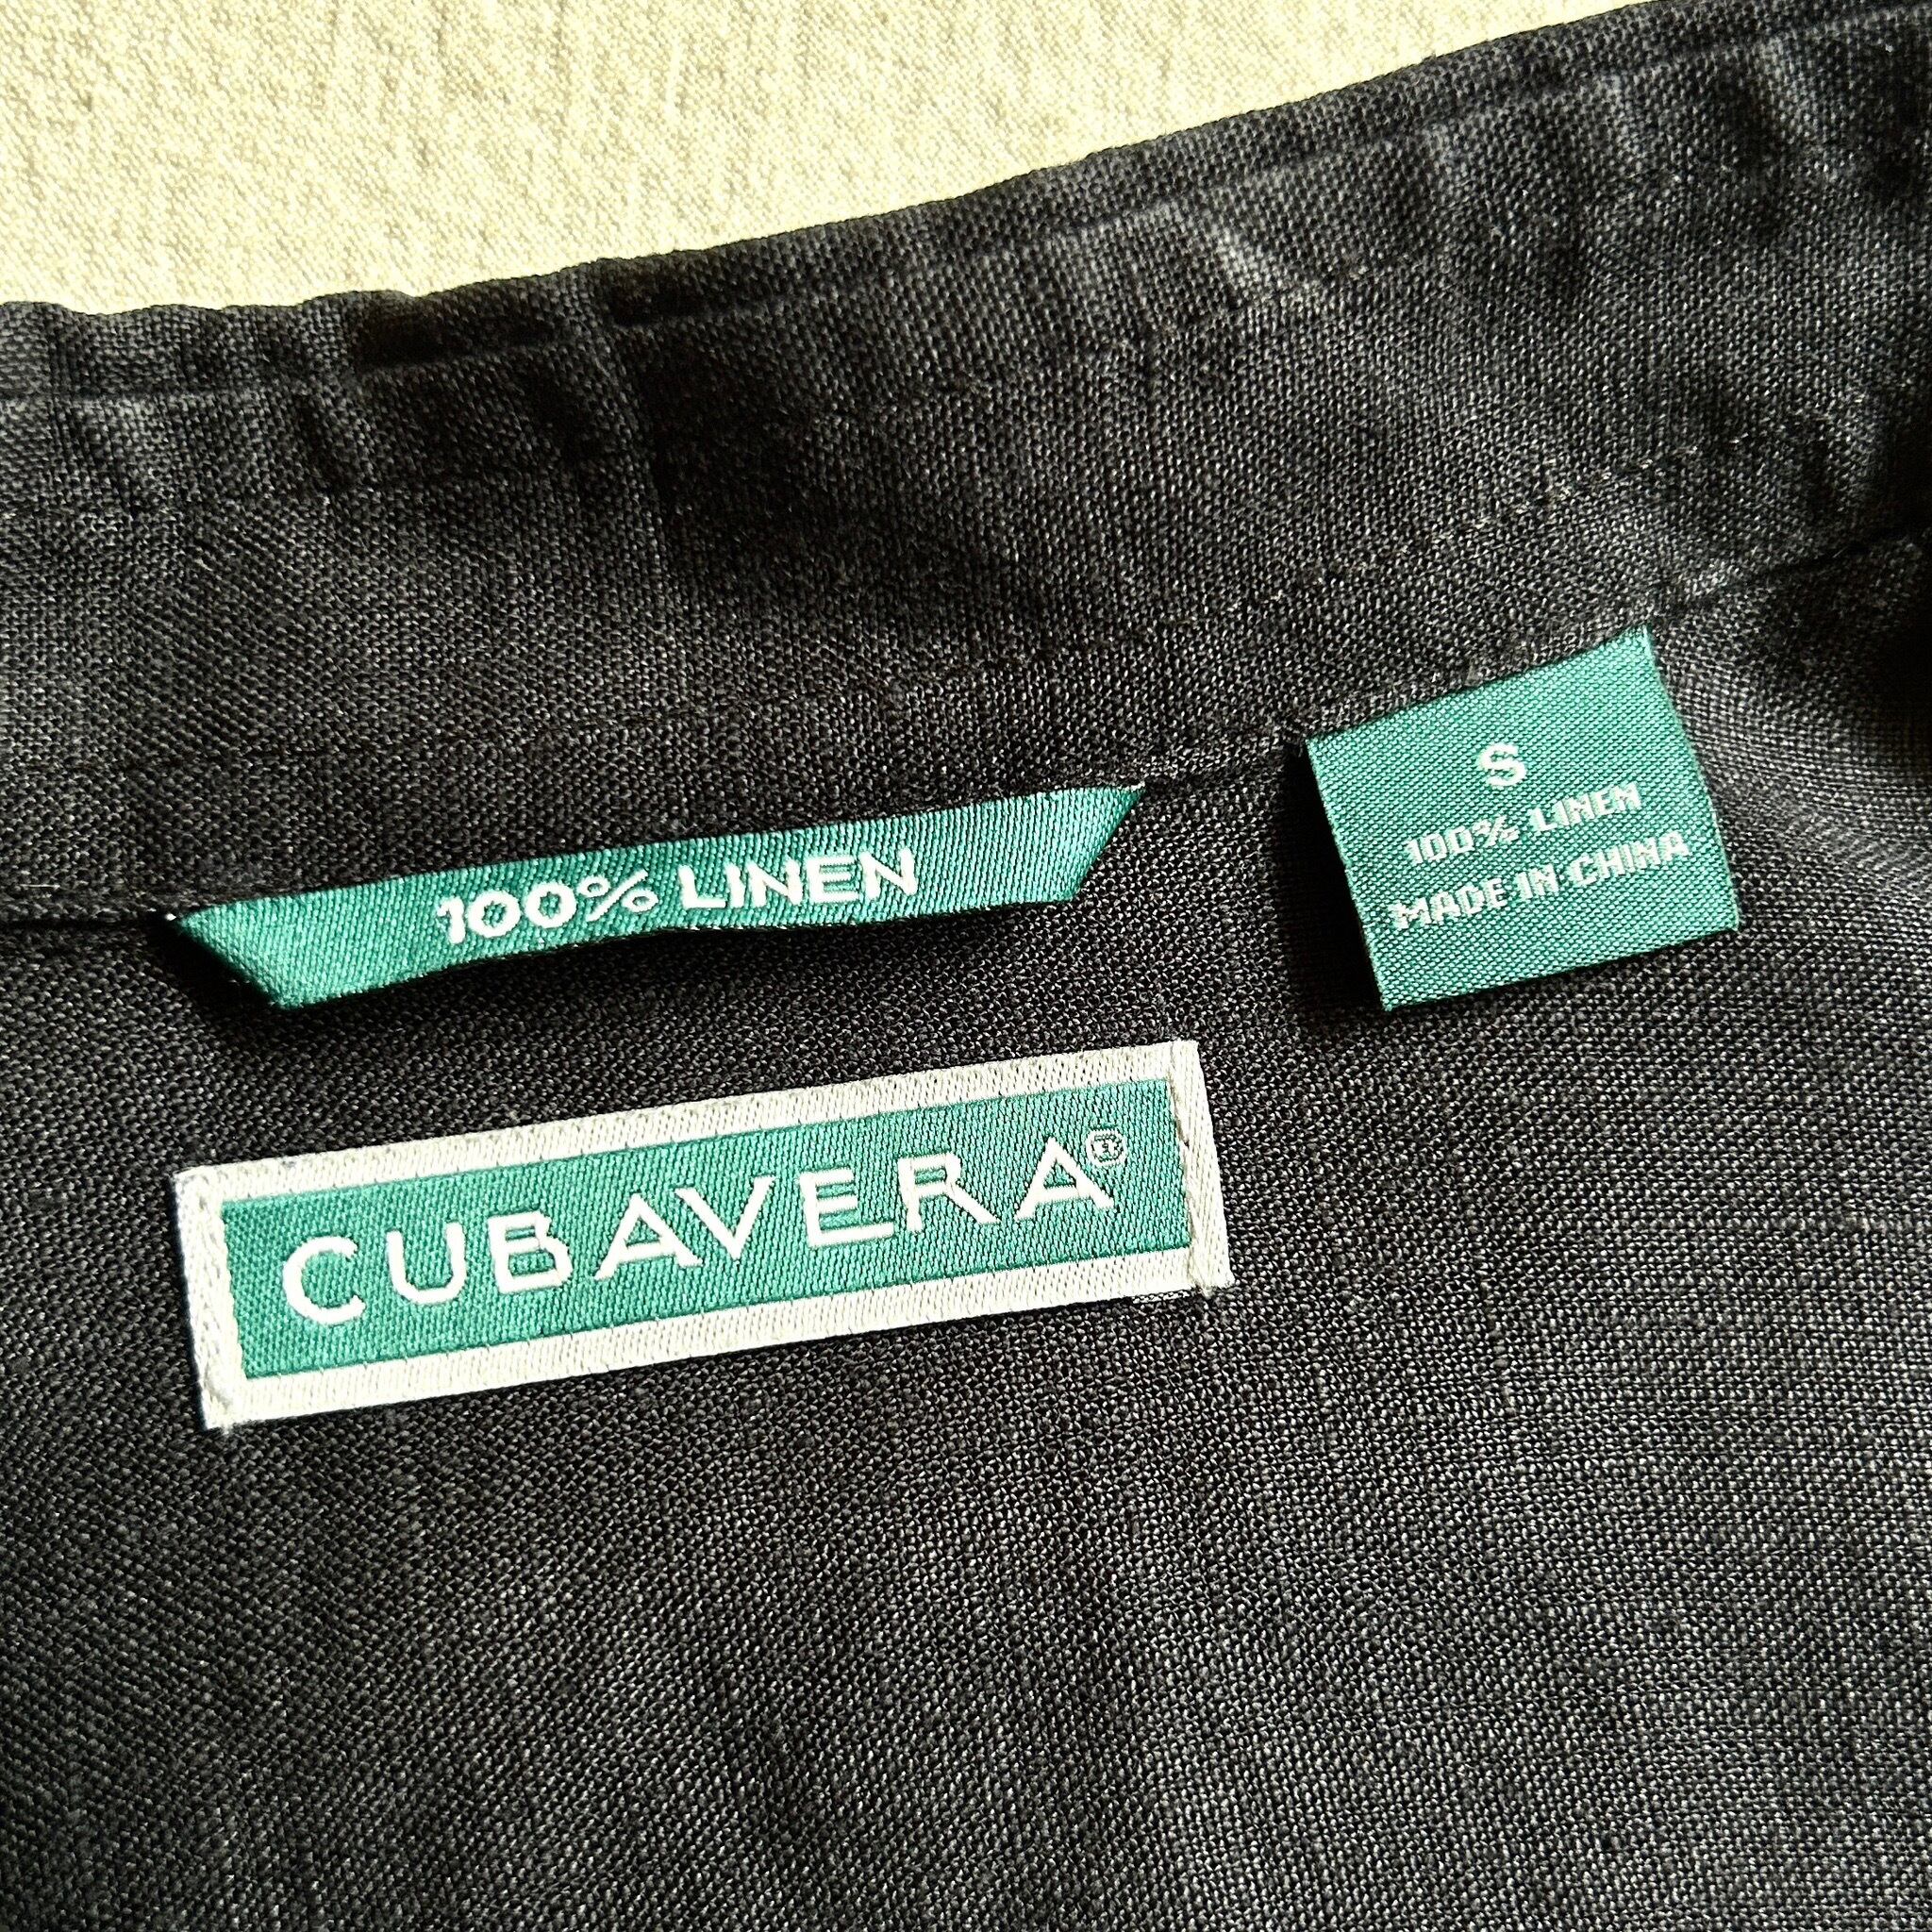 100% LINEN
S
100% LINEN
MADE IN CHINA
CUBAVERA®